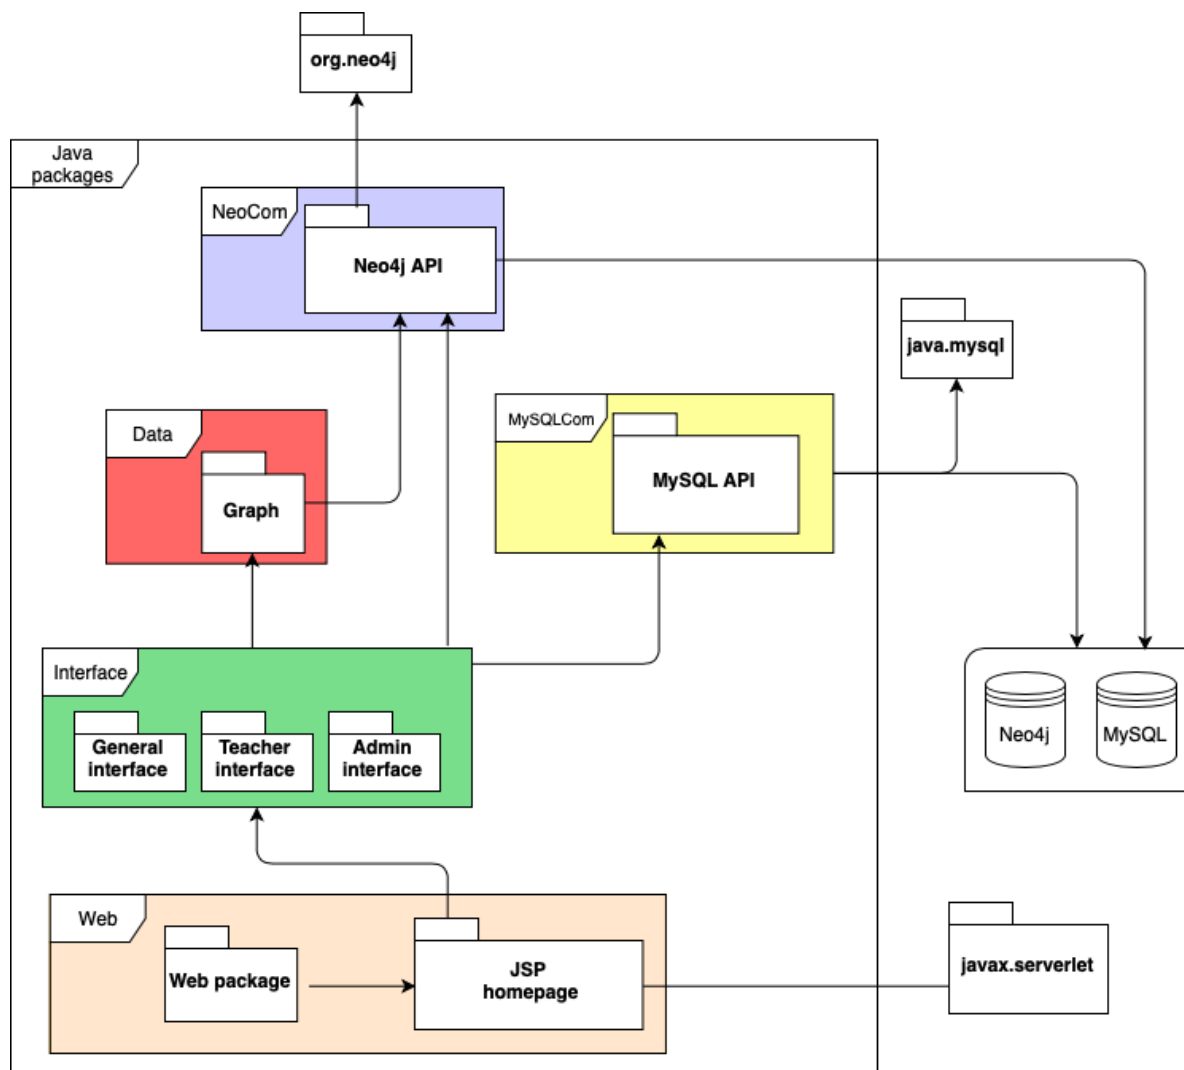 org.neo4j
Java
packages
NeoCom
Neo4j API
java.mysql
Data
MySQLCom
Graph
MySQL API
Interface
General
interface
Teacher
interface
Admin
interface
Neo4j
MySQL
Web
Web package
JSP
homepage
javax.serverlet